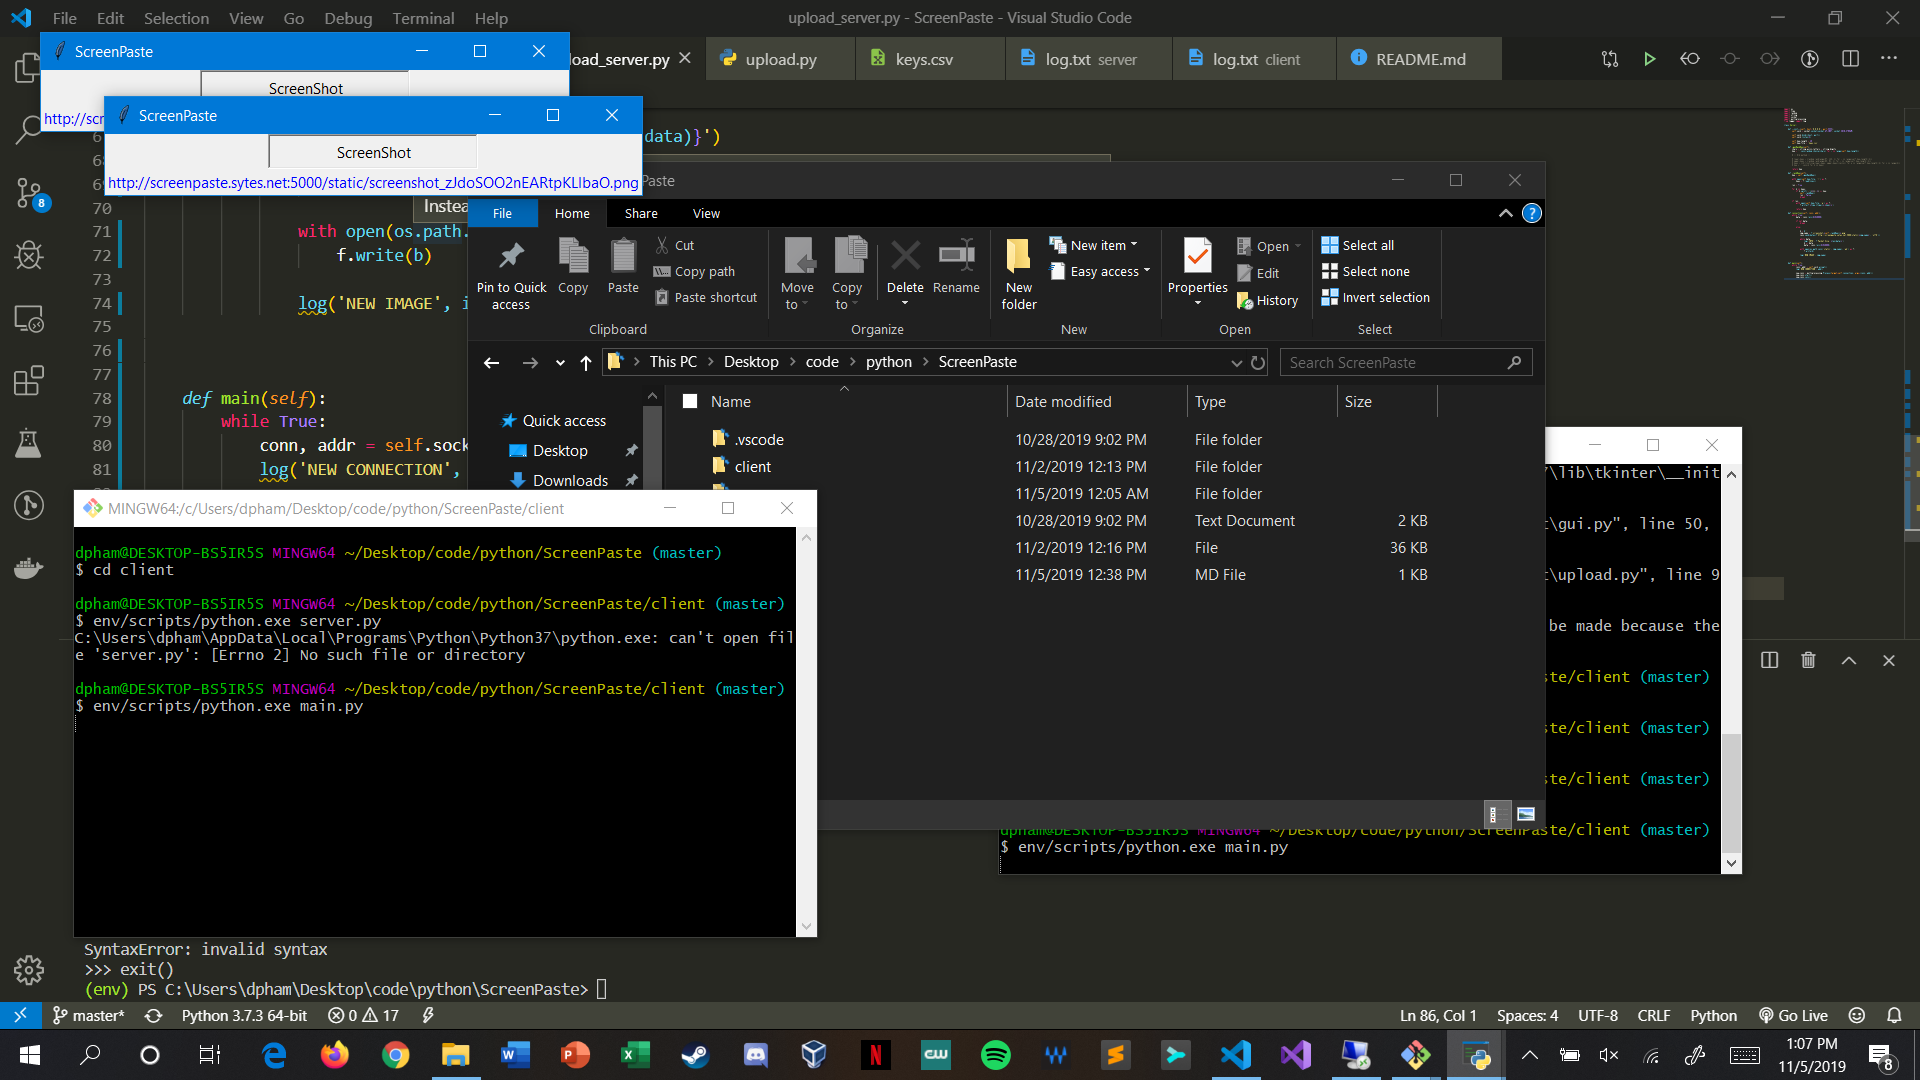 File Edit Selection View Go Debug Terminal Help
upload_server.py - ScreenPaste - Visual Studio Code
load_server.py
upload.py
keys.csv
log.txt server
log.txt client
README.md
ScreenPaste
ScreenShot
http://scr
ScreenPaste
ScreenShot
http://screenpaste.sytes.net:5000/static/screenshot_zJdoSOO2nEARtpKLIbaO.png
data)}')
Instea
70
71 with open(os.path.
72 f.write(b)
73
74 log('NEW IMAGE', i
75
76
77
78 def main(self):
79 while True:
80 conn, addr = self.sock
81 log('NEW CONNECTION',
Paste
File Home Share View
Pin to Quick access
Copy
Paste
Cut
Copy path
Paste shortcut
Clipboard
Move to
Copy to
Delete
Rename
Organize
New folder
New item
Easy access
New
Properties
Open
Edit
History
Open
Select all
Select none
Invert selection
Select
This PC > Desktop > code > python > ScreenPaste
Search ScreenPaste
Quick access
Desktop
Downloads
Name Date modified Type Size
.vscode 10/28/2019 9:02 PM File folder
client 11/2/2019 12:13 PM File folder
11/5/2019 12:05 AM File folder
10/28/2019 9:02 PM Text Document 2 KB
11/2/2019 12:16 PM File 36 KB
11/5/2019 12:38 PM MD File 1 KB
MINGW64:/c/Users/dpham/Desktop/code/python/ScreenPaste/client
dpham@DESKTOP-BS5IR5S MINGW64 ~/Desktop/code/python/ScreenPaste (master)
$ cd client
dpham@DESKTOP-BS5IR5S MINGW64 ~/Desktop/code/python/ScreenPaste/client (master)
$ env/scripts/python.exe server.py
C:\Users\dpham\AppData\Local\Programs\Python\Python37\python.exe: can't open fil
e 'server.py': [Errno 2] No such file or directory
dpham@DESKTOP-BS5IR5S MINGW64 ~/Desktop/code/python/ScreenPaste/client (master)
$ env/scripts/python.exe main.py
\lib\tkinter\__init
t\gui.py", line 50,
t\upload.py", line 9
be made because the
ste/client (master)
ste/client (master)
ste/client (master)
dpham@DESKTOP-BS5IR5S MINGW64 ~/Desktop/code/python/ScreenPaste/client (master)
$ env/scripts/python.exe main.py
SyntaxError: invalid syntax
>>> exit()
(env) PS C:\Users\dpham\Desktop\code\python\ScreenPaste>
8
master* Python 3.7.3 64-bit 0 17
Ln 86, Col 1 Spaces: 4 UTF-8 CRLF Python Go Live
1:07 PM
11/5/2019
8